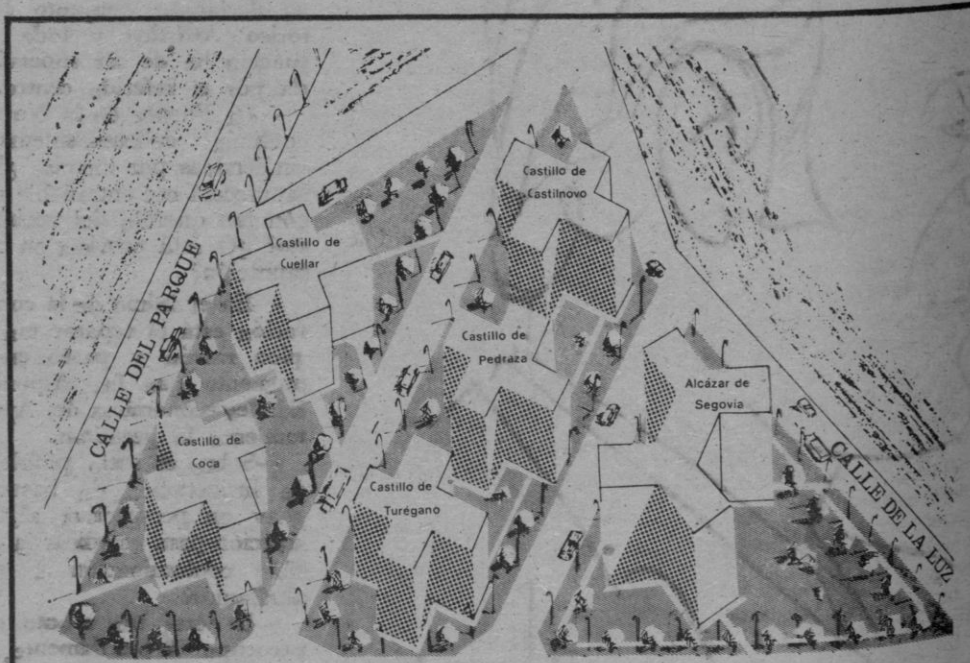 Castillo de
Castilnovo
Castillo de
Cuellar
CALLE DEL PARQUE
Castillo de
Pedraza
Alcázar de
Segovia
Castillo de
Coca
Castillo de
Turégano
CALLE DE LA LUZ